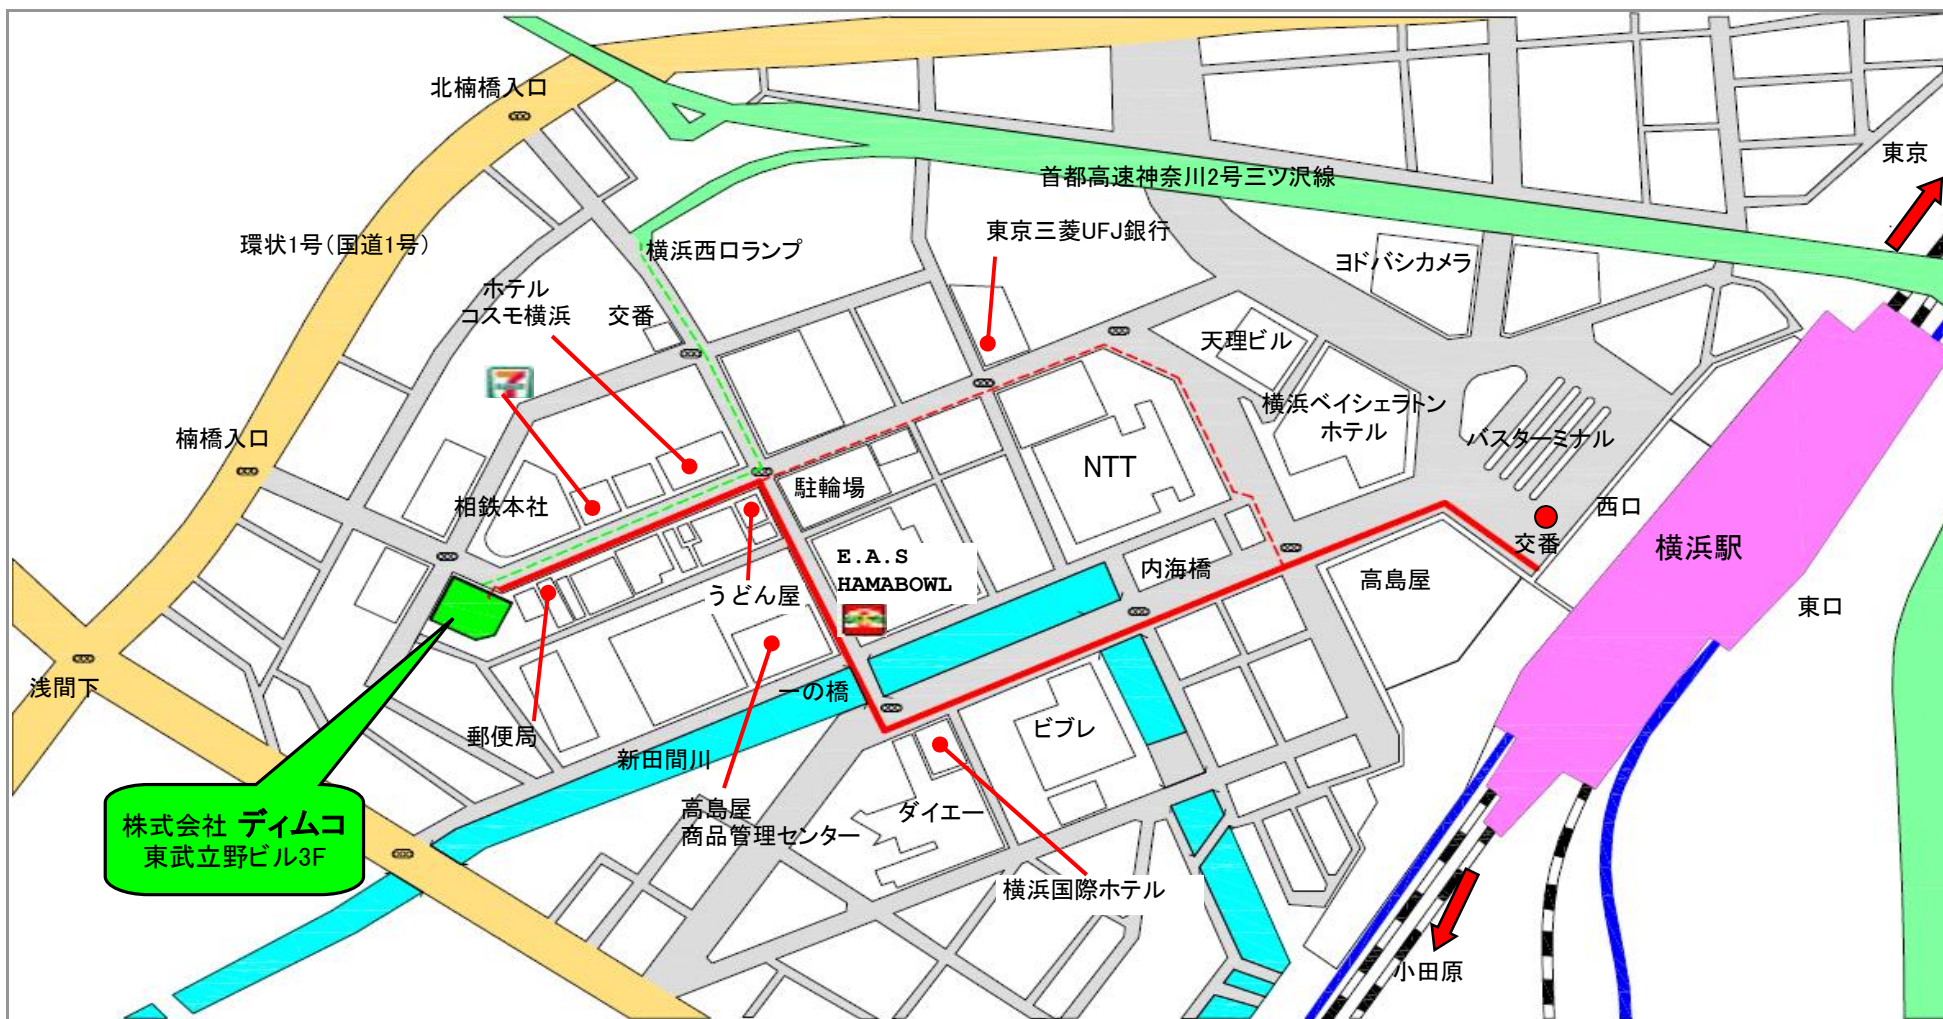 北楠橋入口
東京
首都高速神奈川2号三ツ沢線
環状1号(国道1号)
横浜西口ランプ
東京三菱UFJ銀行
ヨドバシカメラ
ホテル
コスモ横浜
交番
天理ビル
7
横浜ベイシェラトン
ホテル
楠橋入口
バスターミナル
NTT
駐輪場
相鉄本社
西口
交番
横浜駅
E.A.S
HAMABOWL
内海橋
高島屋
うどん屋
東口
浅間下
一の橋
郵便局
新田間川
ビブレ
高島屋
商品管理センター
ダイエー
株式会社 ディムコ
東武立野ビル3F
横浜国際ホテル
小田原